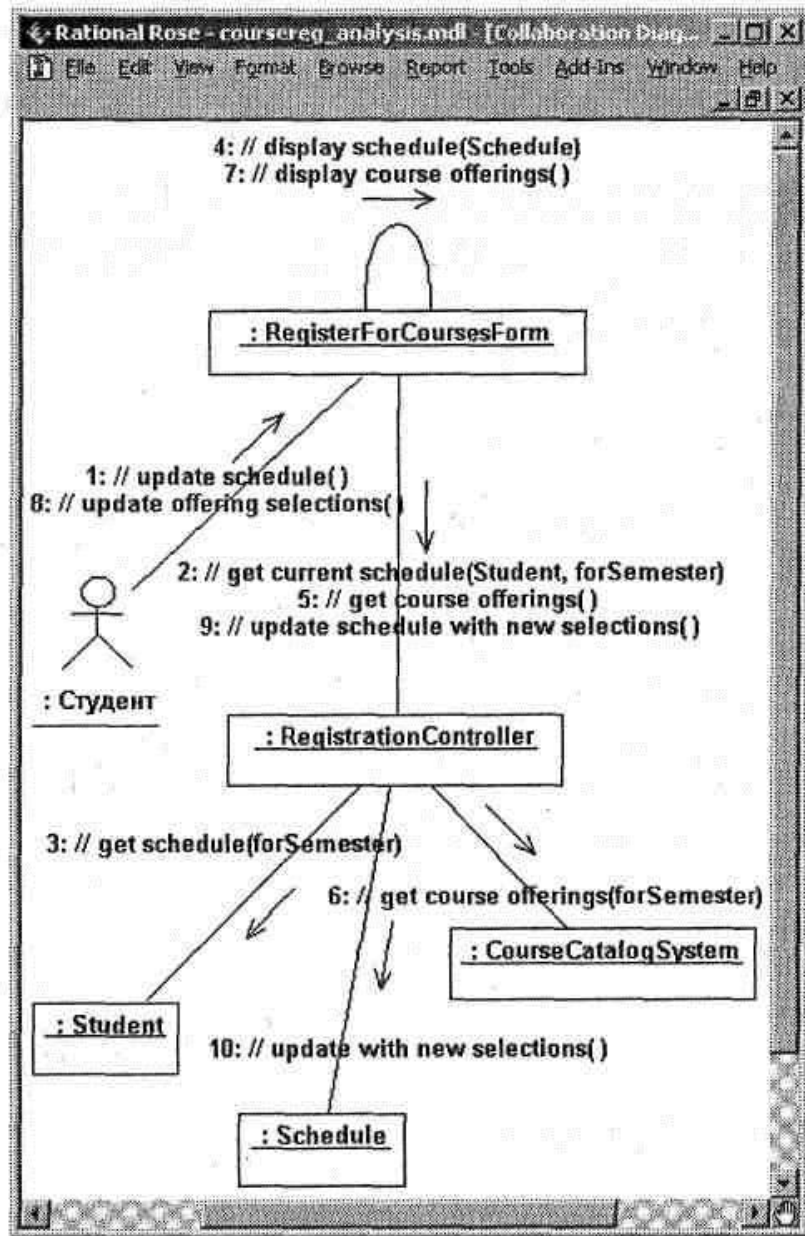 Rational Rose - coursereg_analysis.mdl - [Collaboration Diag...
File Edit View Format Browse Report Tools Add-Ins Window Help
4: // display schedule(Schedule)
7: // display course offerings( )
: RegisterForCoursesForm
1: // update schedule( )
8: // update offering selections( )
2: // get current schedule(Student, forSemester)
5: // get course offerings( )
9: // update schedule with new selections( )
: Студент
: RegistrationController
3: // get schedule(forSemester)
6: // get course offerings(forSemester)
: CourseCatalogSystem
: Student
10: // update with new selections( )
: Schedule